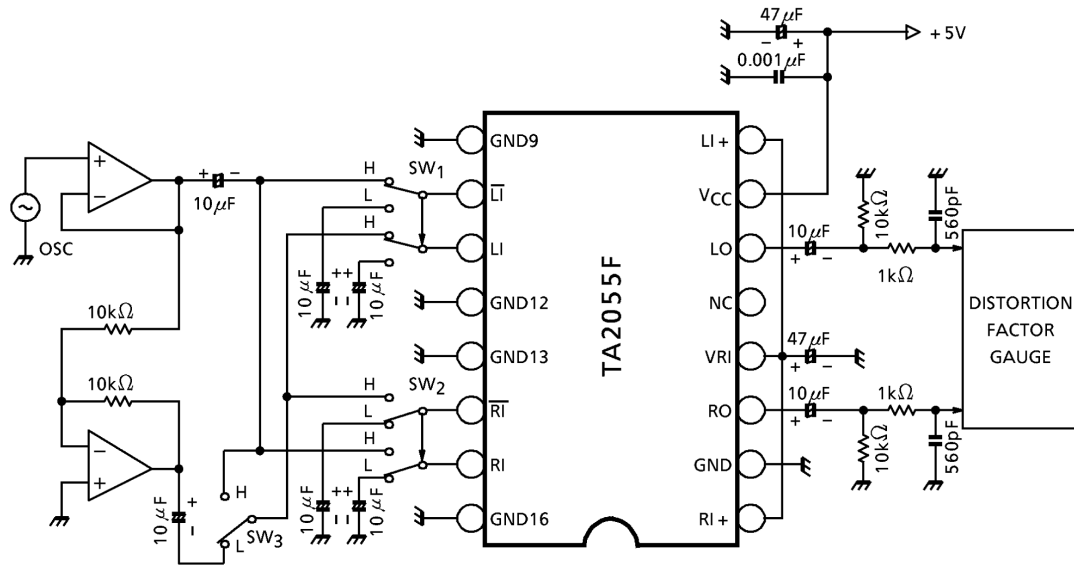 47μF
− +
+5V
0.001μF
GND9
LI+
H
SW1
+ −
10μF
L̅I̅
VCC
L
H
10μF
10kΩ
560pF
OSC
LI
LO
+ −
1kΩ
10μF
++
− −
10μF
GND12
NC
TA2055F
DISTORTION
FACTOR
GAUGE
10kΩ
GND13
VRI
47μF
+ −
10kΩ
H
SW2
R̅I̅
RO
10μF
+ −
1kΩ
L
H
−
+
L
RI
GND
10kΩ
560pF
H
10μF
+
−
SW3
L
10μF
++
− −
10μF
GND16
RI+